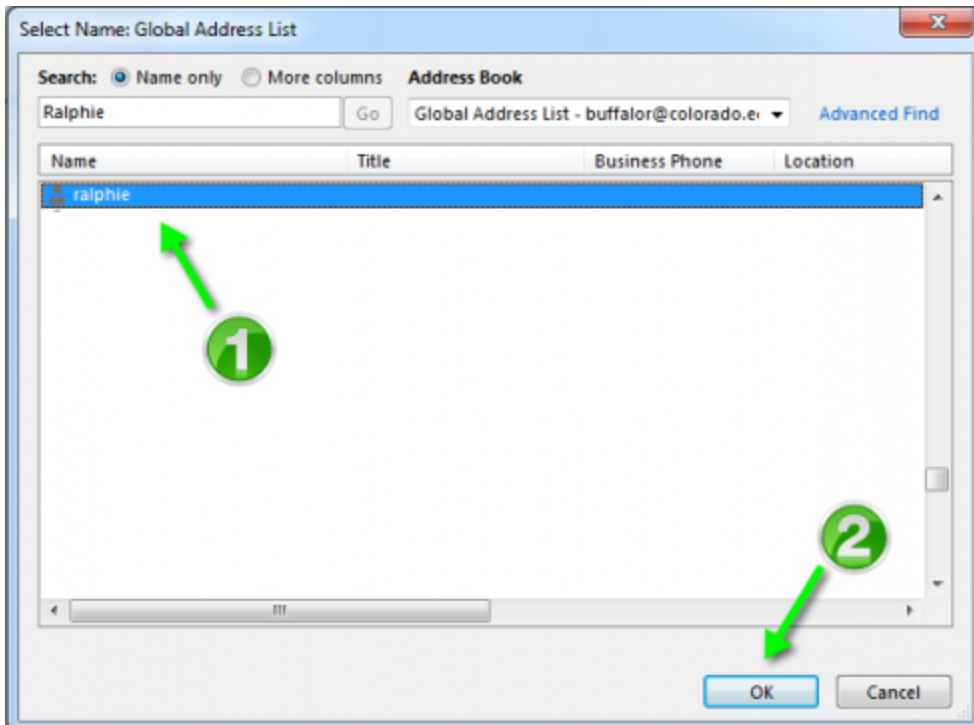 Select Name: Global Address List
Search: Name only More columns Address Book
Ralphie Go Global Address List - buffalor@colorado.e Advanced Find
Name Title Business Phone Location
ralphie
1
2
OK Cancel